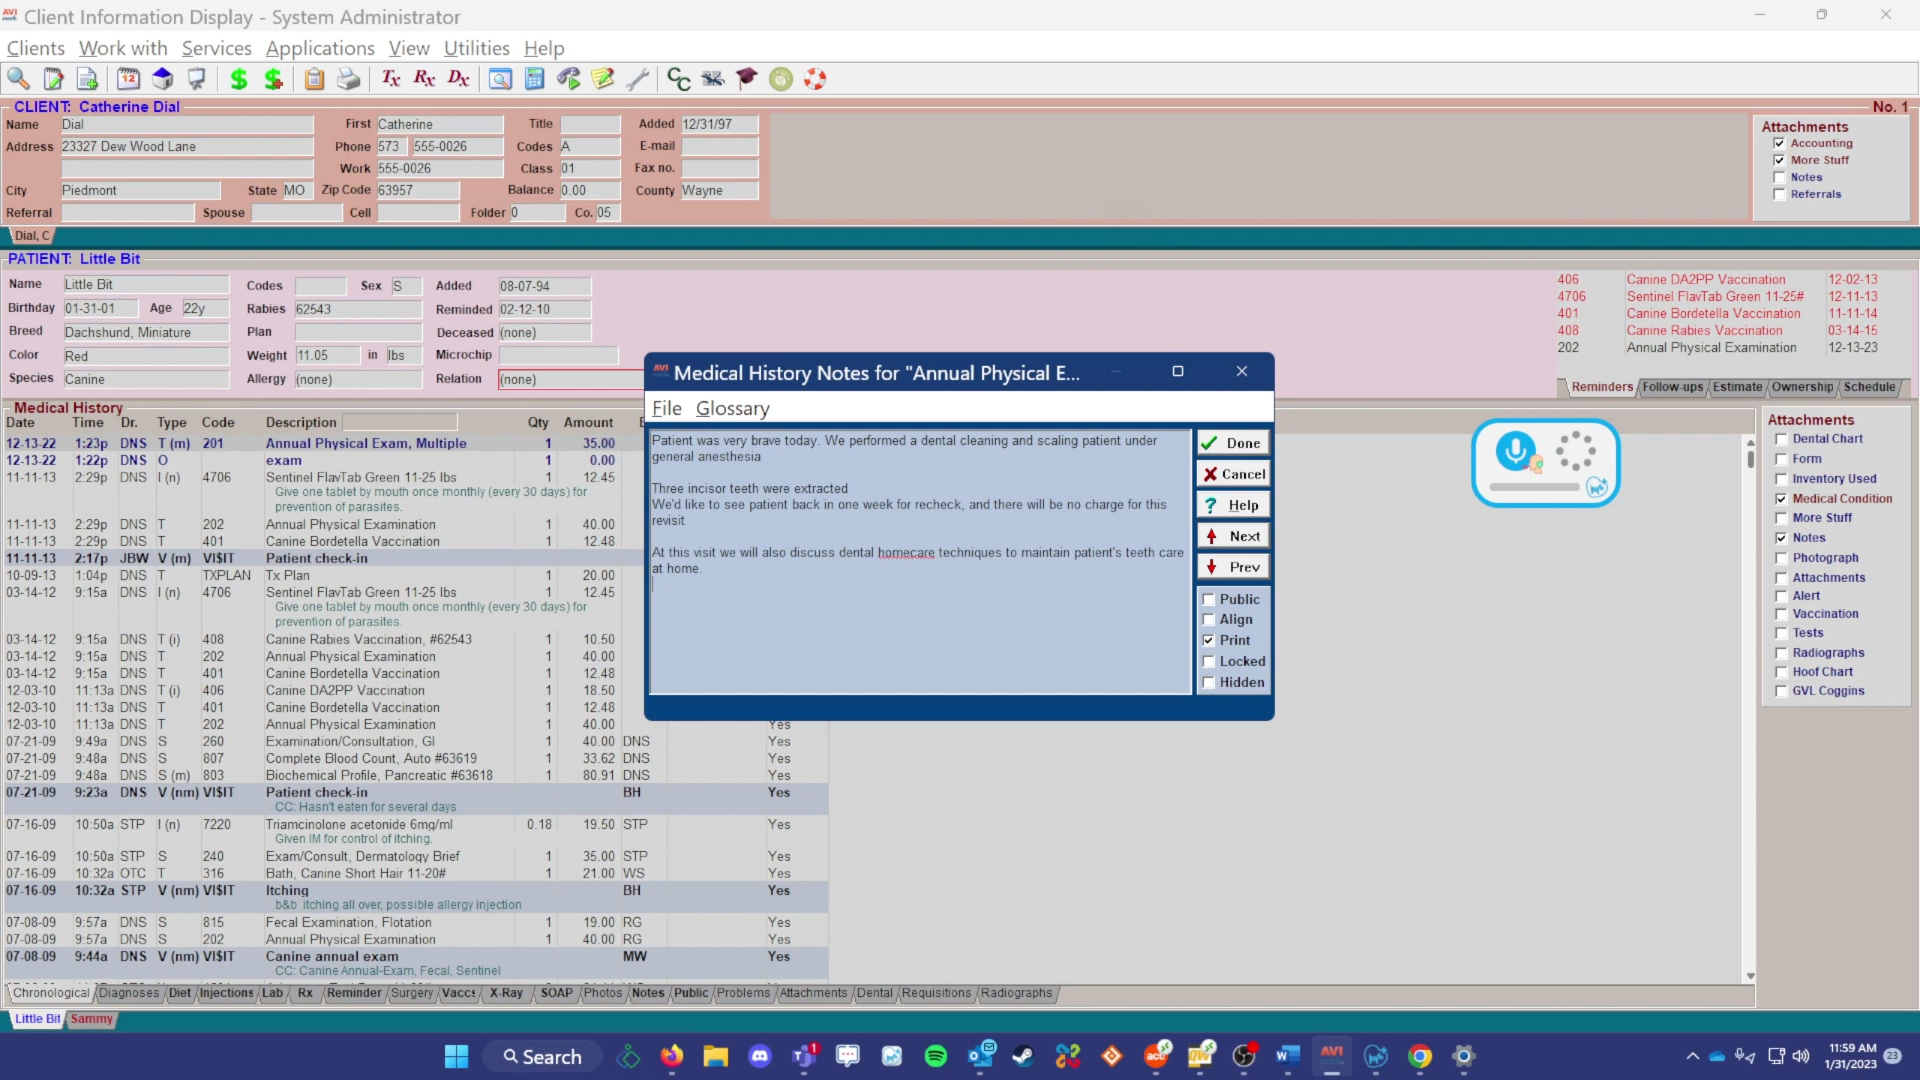 Client Information Display - System Administrator
Clients Work with Services Applications View Utilities Help
Tx Rx Dx
CLIENT: Catherine Dial No. 1
Name Dial First Catherine Title Added 12/31/97
Address 23327 Dew Wood Lane Phone 573 555-0026 Codes A E-mail
Work 555-0026 Class 01 Fax no.
City Piedmont State MO Zip Code 63957 Balance 0.00 County Wayne
Referral Spouse Cell Folder 0 Co. 05
Attachments
Accounting
More Stuff
Notes
Referrals
Dial, C
PATIENT: Little Bit
Name Little Bit Codes Sex S Added 08-07-94
Birthday 01-31-01 Age 22y Rabies 62543 Reminded 02-12-10
Breed Dachshund, Miniature Plan Deceased (none)
Color Red Weight 11.05 in lbs Microchip
Species Canine Allergy (none) Relation (none)
406 Canine DA2PP Vaccination 12-02-13
4706 Sentinel FlavTab Green 11-25# 12-11-13
401 Canine Bordetella Vaccination 11-11-14
408 Canine Rabies Vaccination 03-14-15
202 Annual Physical Examination 12-13-23
Reminders Follow-ups Estimate Ownership Schedule
Medical History
Date Time Dr. Type Code Description Qty Amount
12-13-22 1:23p DNS T (m) 201 Annual Physical Exam, Multiple 1 35.00
12-13-22 1:22p DNS O exam 1 0.00
11-11-13 2:29p DNS I (n) 4706 Sentinel FlavTab Green 11-25 lbs 1 12.45
Give one tablet by mouth once monthly (every 30 days) for
prevention of parasites.
11-11-13 2:29p DNS T 202 Annual Physical Examination 1 40.00
11-11-13 2:29p DNS T 401 Canine Bordetella Vaccination 1 12.48
11-11-13 2:17p JBW V (m) VI$IT Patient check-in
10-09-13 1:04p DNS T TXPLAN Tx Plan 1 20.00
03-14-12 9:15a DNS I (n) 4706 Sentinel FlavTab Green 11-25 lbs 1 12.45
Give one tablet by mouth once monthly (every 30 days) for
prevention of parasites.
03-14-12 9:15a DNS T (i) 408 Canine Rabies Vaccination, #62543 1 10.50
03-14-12 9:15a DNS T 202 Annual Physical Examination 1 40.00
03-14-12 9:15a DNS T 401 Canine Bordetella Vaccination 1 12.48
12-03-10 11:13a DNS T (i) 406 Canine DA2PP Vaccination 1 18.50
12-03-10 11:13a DNS T 401 Canine Bordetella Vaccination 1 12.48
12-03-10 11:13a DNS T 202 Annual Physical Examination 1 40.00 Yes
07-21-09 9:49a DNS S 260 Examination/Consultation, GI 1 40.00 DNS Yes
07-21-09 9:48a DNS S 807 Complete Blood Count, Auto #63619 1 33.62 DNS Yes
07-21-09 9:48a DNS S (m) 803 Biochemical Profile, Pancreatic #63618 1 80.91 DNS Yes
07-21-09 9:23a DNS V (nm) VI$IT Patient check-in BH Yes
CC: Hasn't eaten for several days
07-16-09 10:50a STP I (n) 7220 Triamcinolone acetonide 6mg/ml 0.18 19.50 STP Yes
Given IM for control of itching.
07-16-09 10:50a STP S 240 Exam/Consult, Dermatology Brief 1 35.00 STP Yes
07-16-09 10:32a OTC T 316 Bath, Canine Short Hair 11-20# 1 21.00 WS Yes
07-16-09 10:32a STP V (nm) VI$IT Itching BH Yes
b&b itching all over, possible allergy injection
07-08-09 9:57a DNS S 815 Fecal Examination, Flotation 1 19.00 RG Yes
07-08-09 9:57a DNS S 202 Annual Physical Examination 1 40.00 RG Yes
07-08-09 9:44a DNS V (nm) VI$IT Canine annual exam MW Yes
CC: Canine Annual-Exam, Fecal, Sentinel
Medical History Notes for "Annual Physical E...
File Glossary
Patient was very brave today. We performed a dental cleaning and scaling patient under
general anesthesia
Three incisor teeth were extracted
We'd like to see patient back in one week for recheck, and there will be no charge for this
revisit
At this visit we will also discuss dental homecare techniques to maintain patient's teeth care
at home.
Done
Cancel
Help
Next
Prev
Public
Align
Print
Locked
Hidden
Attachments
Dental Chart
Form
Inventory Used
Medical Condition
More Stuff
Notes
Photograph
Attachments
Alert
Vaccination
Tests
Radiographs
Hoof Chart
GVL Coggins
Chronological Diagnoses Diet Injections Lab Rx Reminder Surgery Vaccs X-Ray SOAP Photos Notes Public Problems Attachments Dental Requisitions Radiographs
Little Bit Sammy
Search
AVI
11:59 AM
1/31/2023
23